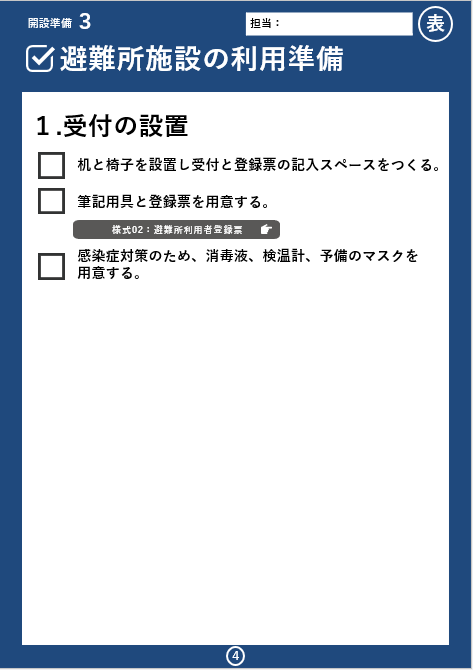 開設準備 3
担当：
表
避難所施設の利用準備
１.受付の設置
机と椅子を設置し受付と登録票の記入スペースをつくる。
筆記用具と登録票を用意する。
様式02：避難所利用者登録票
感染症対策のため、消毒液、検温計、予備のマスクを
用意する。
4